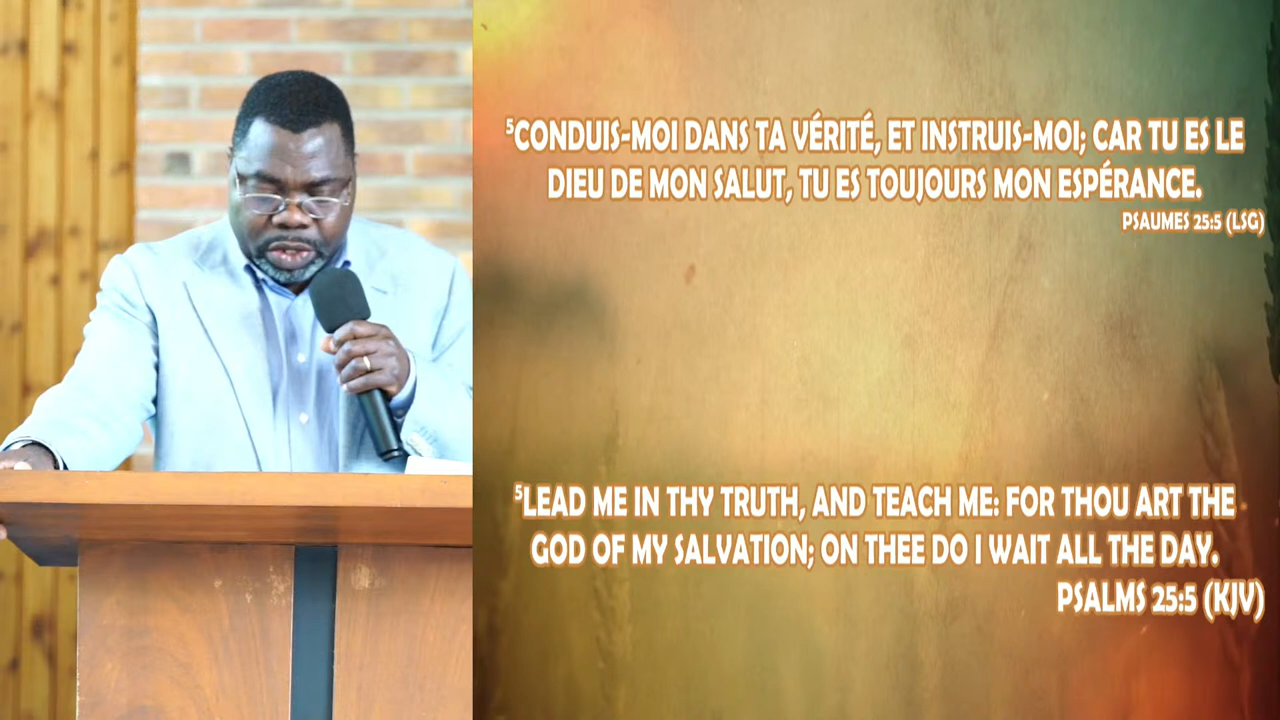 ⁵CONDUIS-MOI DANS TA VÉRITÉ, ET INSTRUIS-MOI; CAR TU ES LE
DIEU DE MON SALUT, TU ES TOUJOURS MON ESPÉRANCE.
PSAUMES 25:5 (LSG)
⁵LEAD ME IN THY TRUTH, AND TEACH ME: FOR THOU ART THE
GOD OF MY SALVATION; ON THEE DO I WAIT ALL THE DAY.
PSALMS 25:5 (KJV)